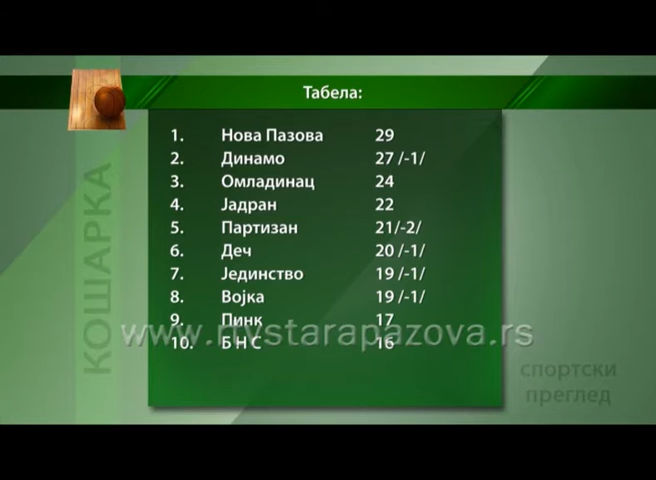 Табела:
1. Нова Пазова 29
2. Динамо 27 /-1/
3. Омладинац 24
4. Јадран 22
5. Партизан 21/-2/
6. Деч 20 /-1/
7. Јединство 19 /-1/
8. Војка 19 /-1/
9. Пинк 17
10. Б Н С 16
КОШАРКА
www.rtvstarapazova.rs
спортски
преглед